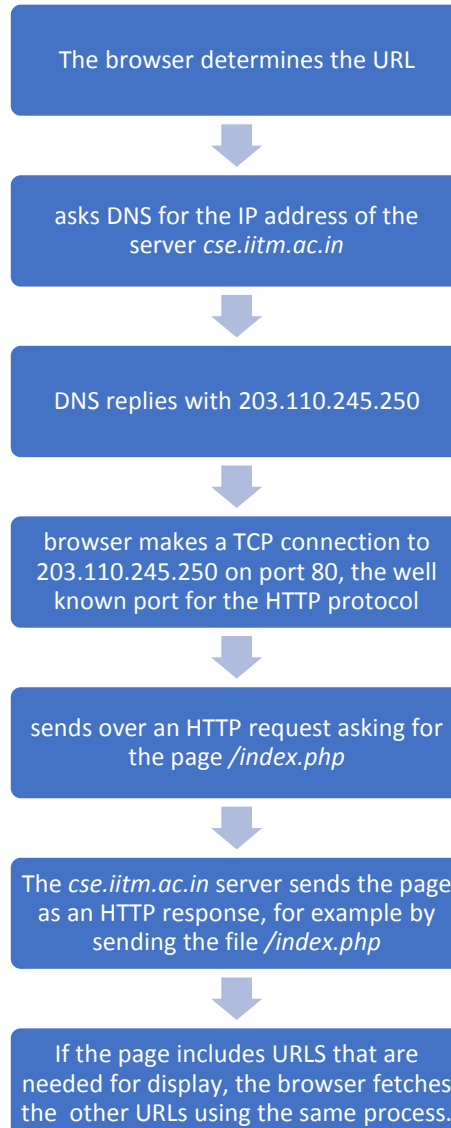 The browser determines the URL
asks DNS for the IP address of the
server cse.iitm.ac.in
DNS replies with 203.110.245.250
browser makes a TCP connection to
203.110.245.250 on port 80, the well
known port for the HTTP protocol
sends over an HTTP request asking for
the page /index.php
The cse.iitm.ac.in server sends the page
as an HTTP response, for example by
sending the file /index.php
If the page includes URLS that are
needed for display, the browser fetches
the other URLs using the same process.